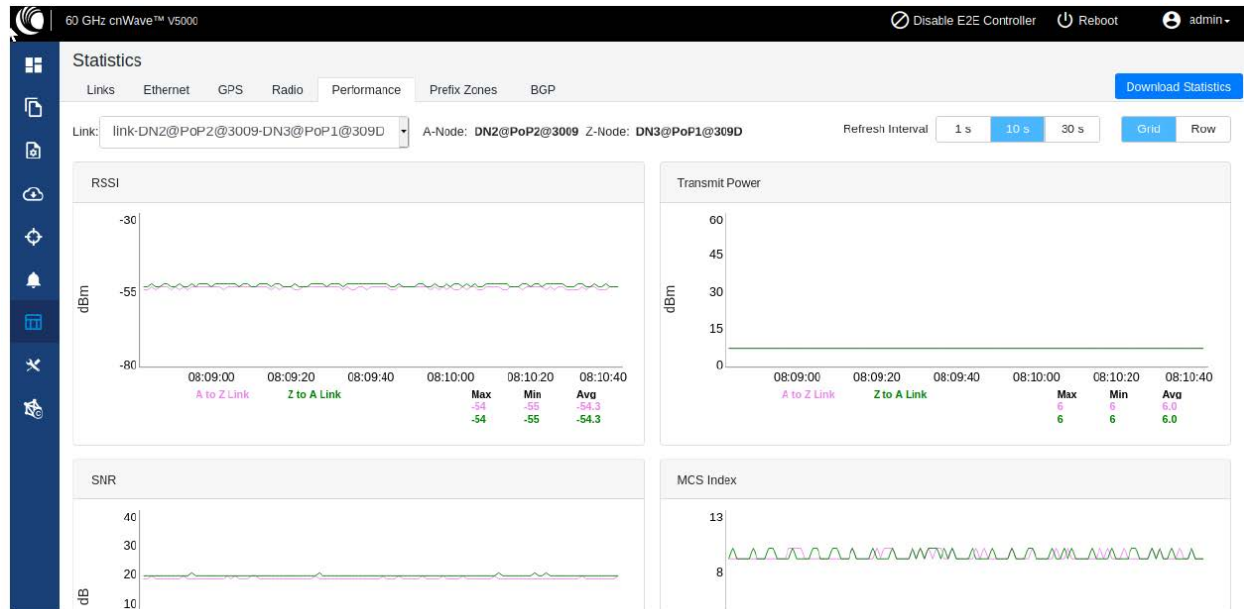 60 GHz cnWave™ V5000 Disable E2E Controller Reboot admin
Statistics
Links Ethernet GPS Radio Performance Prefix Zones BGP Download Statistics
Link: link-DN2@PoP2@3009-DN3@PoP1@309D A-Node: DN2@PoP2@3009 Z-Node: DN3@PoP1@309D Refresh Interval 1 s 10 s 30 s Grid Row
RSSI
-30
-55
-80
dBm
08:09:00 08:09:20 08:09:40 08:10:00 08:10:20 08:10:40
A to Z Link Z to A Link Max Min Avg
-54 -55 -54.3
-54 -55 -54.3
Transmit Power
60
45
30
15
0
dBm
08:09:00 08:09:20 08:09:40 08:10:00 08:10:20 08:10:40
A to Z Link Z to A Link Max Min Avg
6 6 6.0
6 6 6.0
SNR
40
30
20
10
dB
MCS Index
13
8